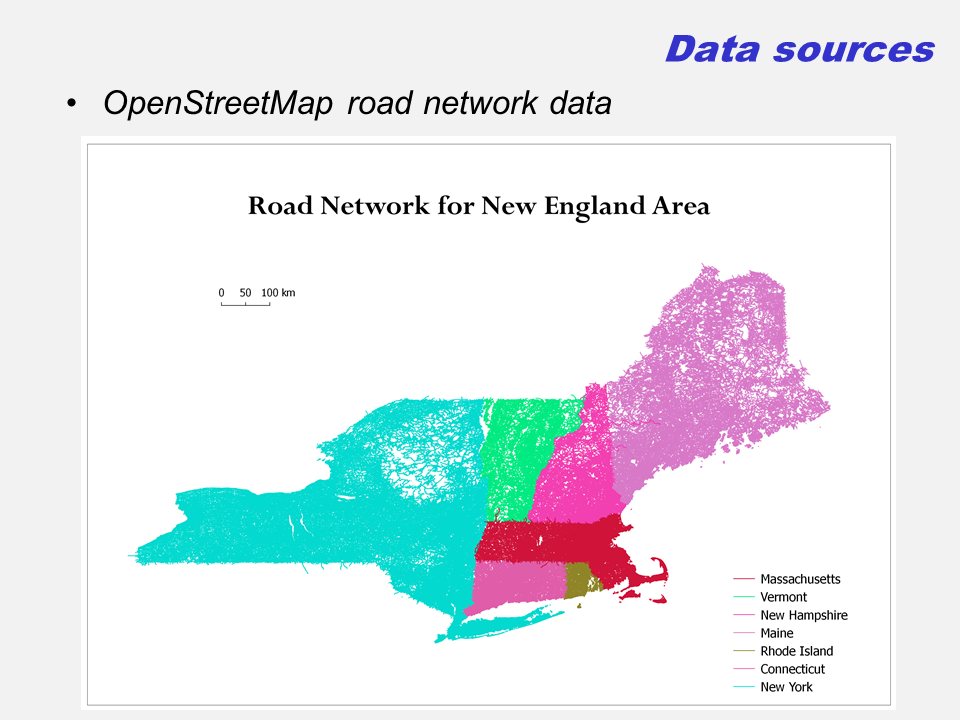 Data sources
• OpenStreetMap road network data
Road Network for New England Area
0 50 100 km
Massachusetts
Vermont
New Hampshire
Maine
Rhode Island
Connecticut
New York